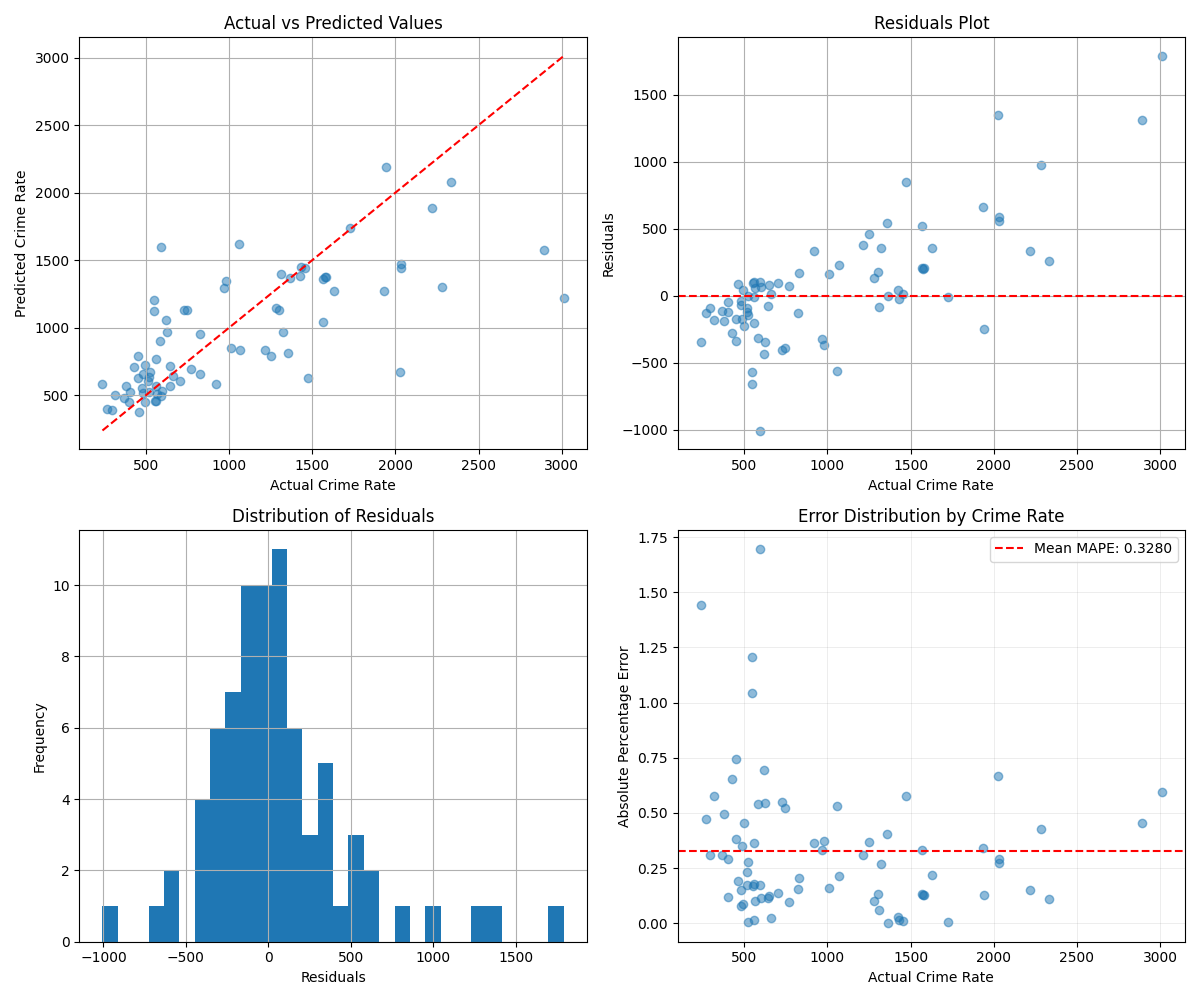 Actual vs Predicted Values
3000
2500
2000
1500
1000
500
Predicted Crime Rate
500 1000 1500 2000 2500 3000
Actual Crime Rate
Residuals Plot
1500
1000
500
0
−500
−1000
Residuals
500 1000 1500 2000 2500 3000
Actual Crime Rate
Distribution of Residuals
10
8
6
4
2
0
Frequency
−1000 −500 0 500 1000 1500
Residuals
Error Distribution by Crime Rate
Mean MAPE: 0.3280
1.75
1.50
1.25
1.00
0.75
0.50
0.25
0.00
Absolute Percentage Error
500 1000 1500 2000 2500 3000
Actual Crime Rate